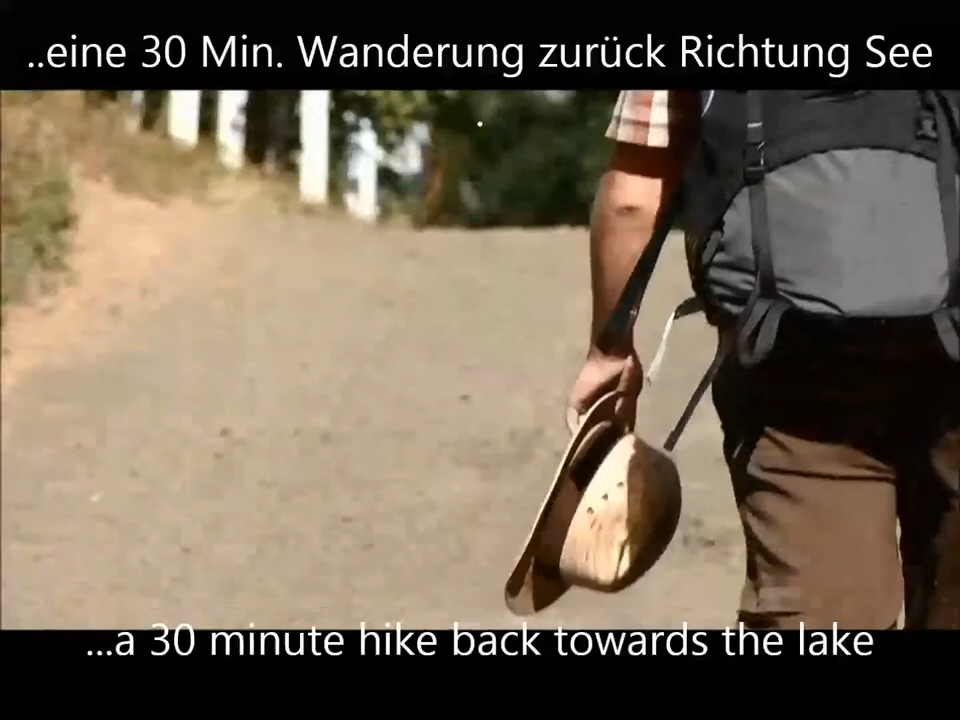 ..eine 30 Min. Wanderung zurück Richtung See
...a 30 minute hike back towards the lake